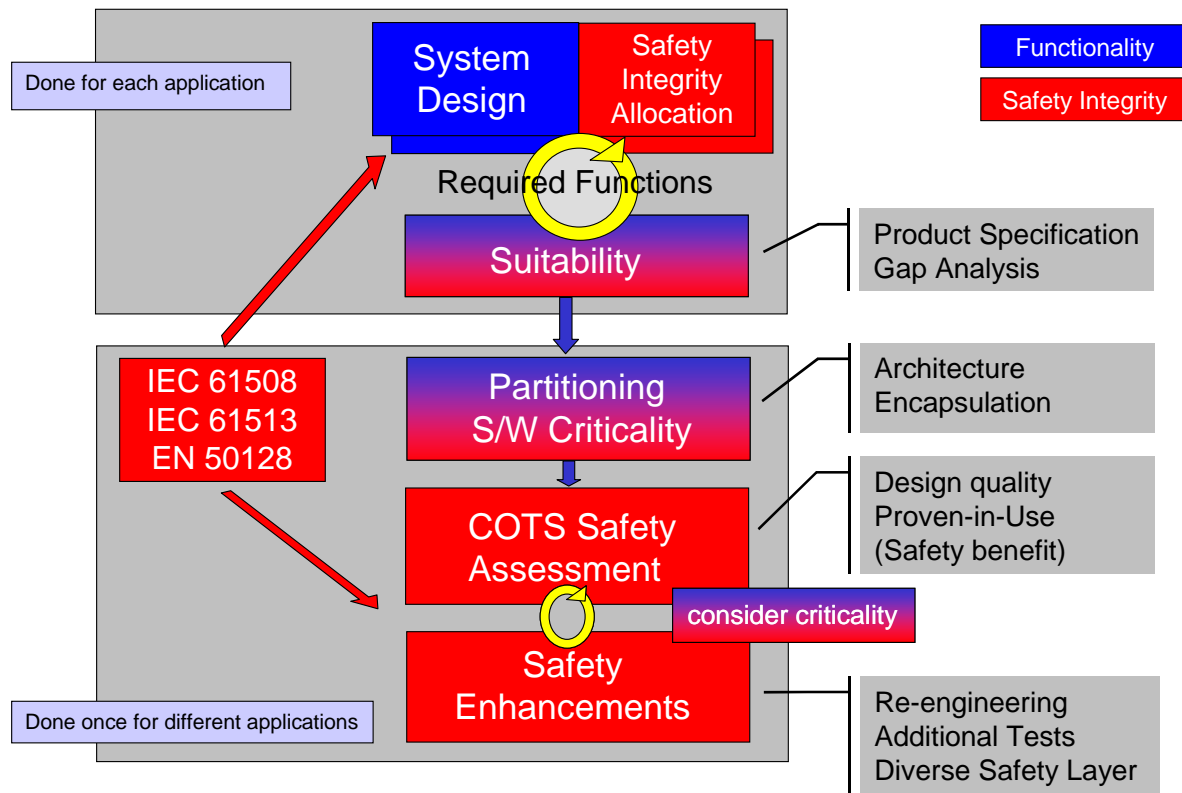 System
Design
Safety
Integrity
Allocation
Functionality
Safety Integrity
Done for each application
Required Functions
Suitability
Product Specification
Gap Analysis
IEC 61508
IEC 61513
EN 50128
Partitioning
S/W Criticality
Architecture
Encapsulation
COTS Safety
Assessment
Design quality
Proven-in-Use
(Safety benefit)
consider criticality
Safety
Enhancements
Done once for different applications
Re-engineering
Additional Tests
Diverse Safety Layer